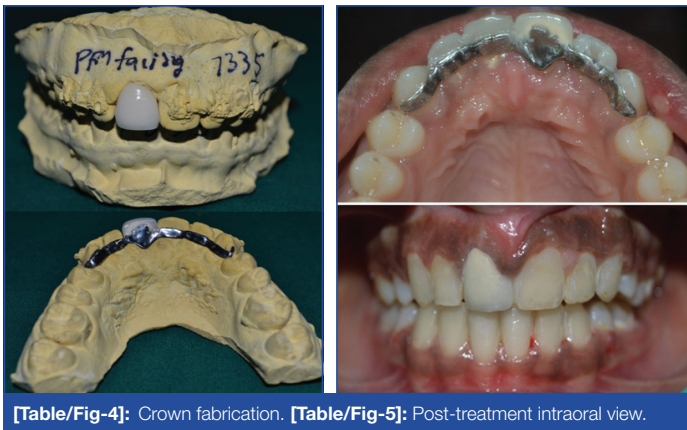 PFM facing 7335
[Table/Fig-4]: Crown fabrication. [Table/Fig-5]: Post-treatment intraoral view.